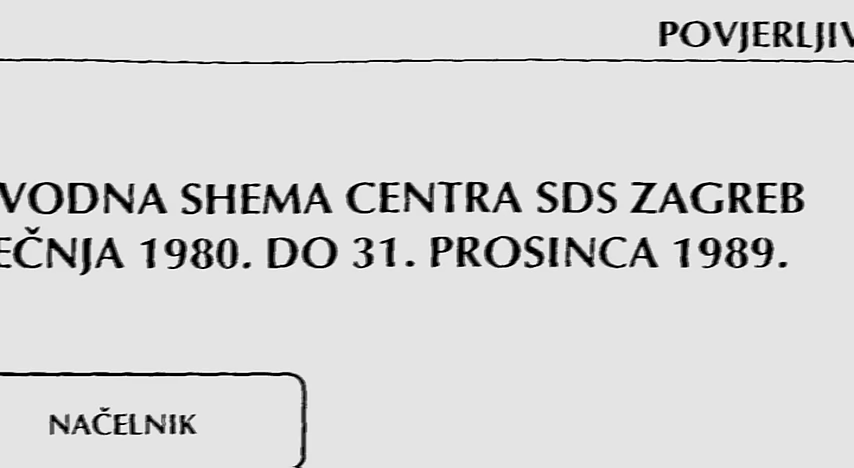 POVJERLJIV
VODNA SHEMA CENTRA SDS ZAGREB
EČNJA 1980. DO 31. PROSINCA 1989.
NAČELNIK